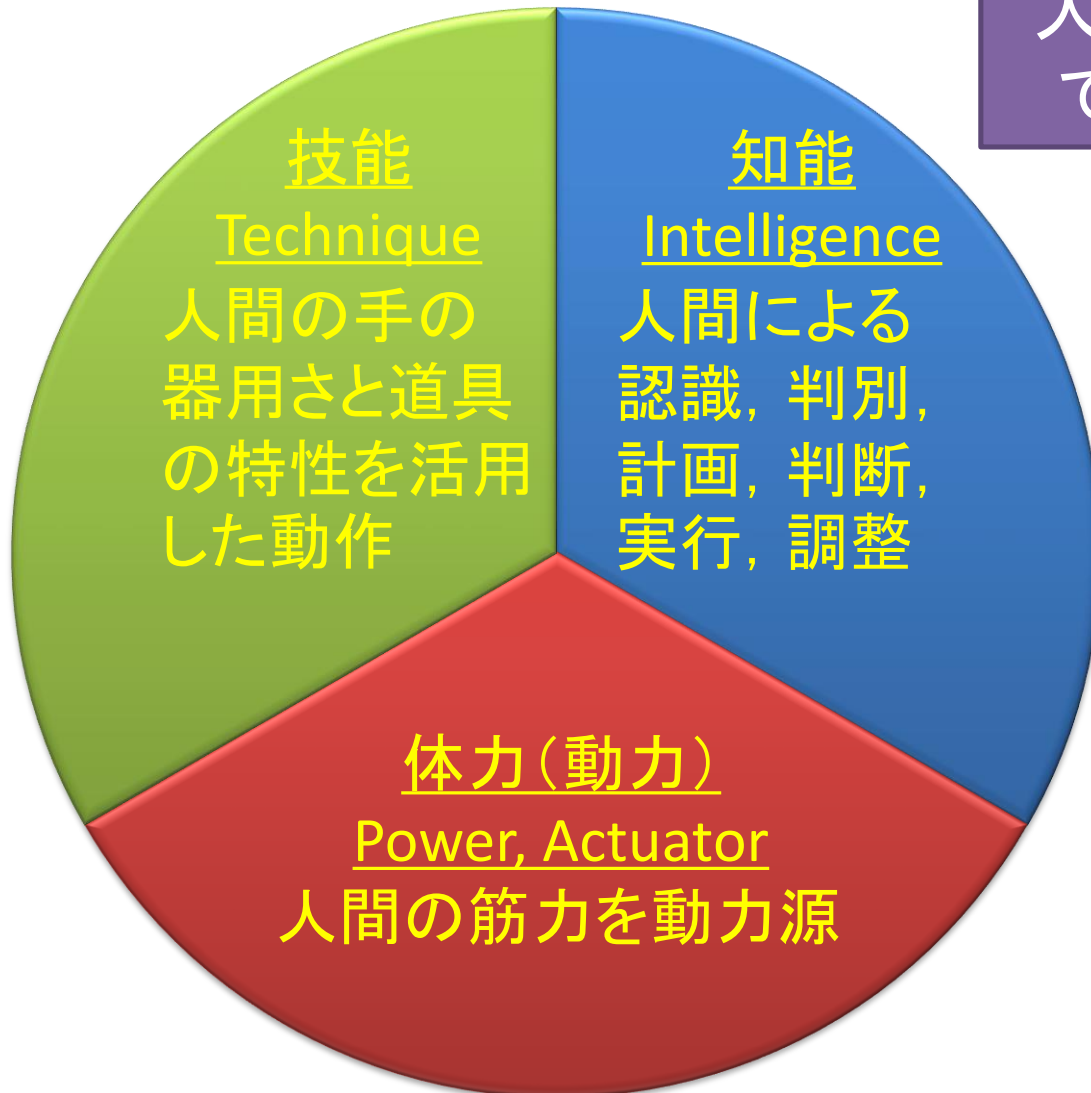 人
て
技能
Technique
人間の手の
器用さと道具
の特性を活用
した動作
知能
Intelligence
人間による
認識，判別，
計画，判断，
実行，調整
体力（動力）
Power, Actuator
人間の筋力を動力源